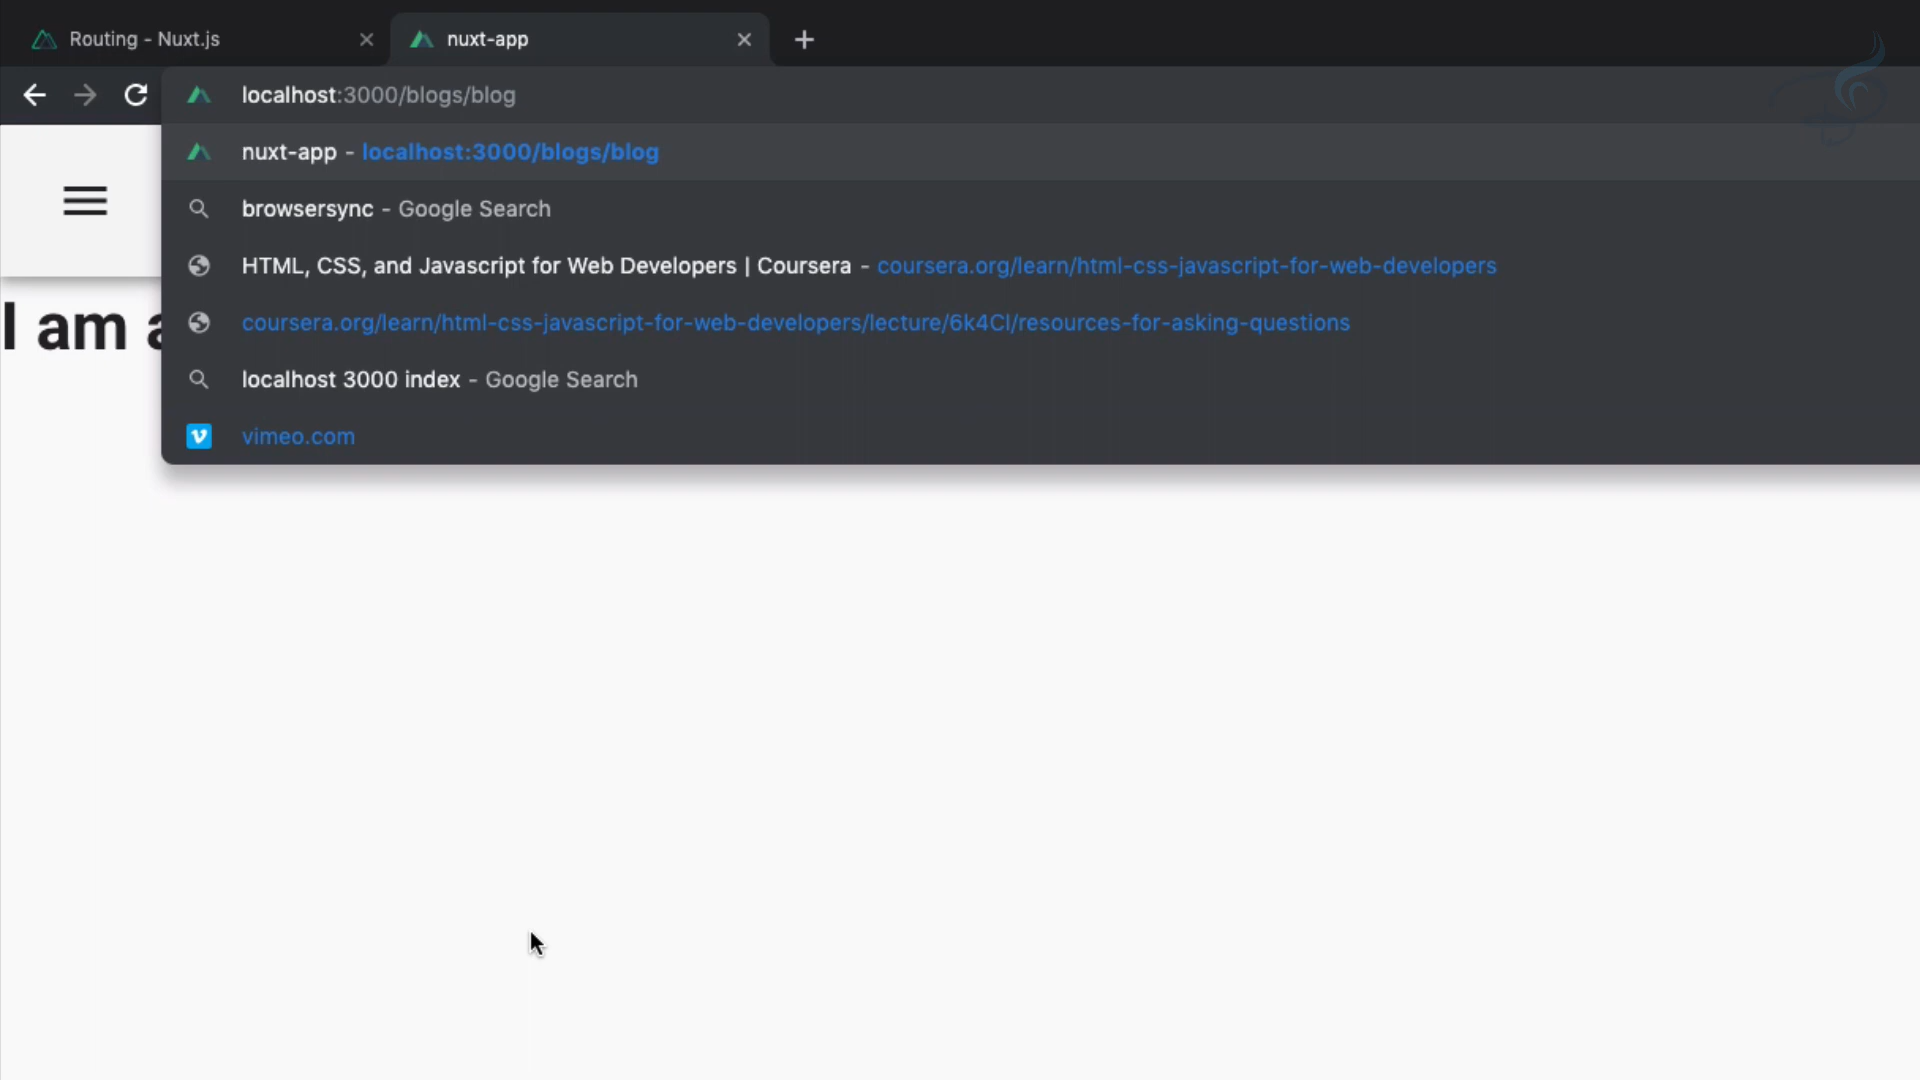 Routing - Nuxt.js
nuxt-app
localhost:3000/blogs/blog
nuxt-app - localhost:3000/blogs/blog
browsersync - Google Search
HTML, CSS, and Javascript for Web Developers | Coursera - coursera.org/learn/html-css-javascript-for-web-developers
coursera.org/learn/html-css-javascript-for-web-developers/lecture/6k4Cl/resources-for-asking-questions
I am a
localhost 3000 index - Google Search
vimeo.com